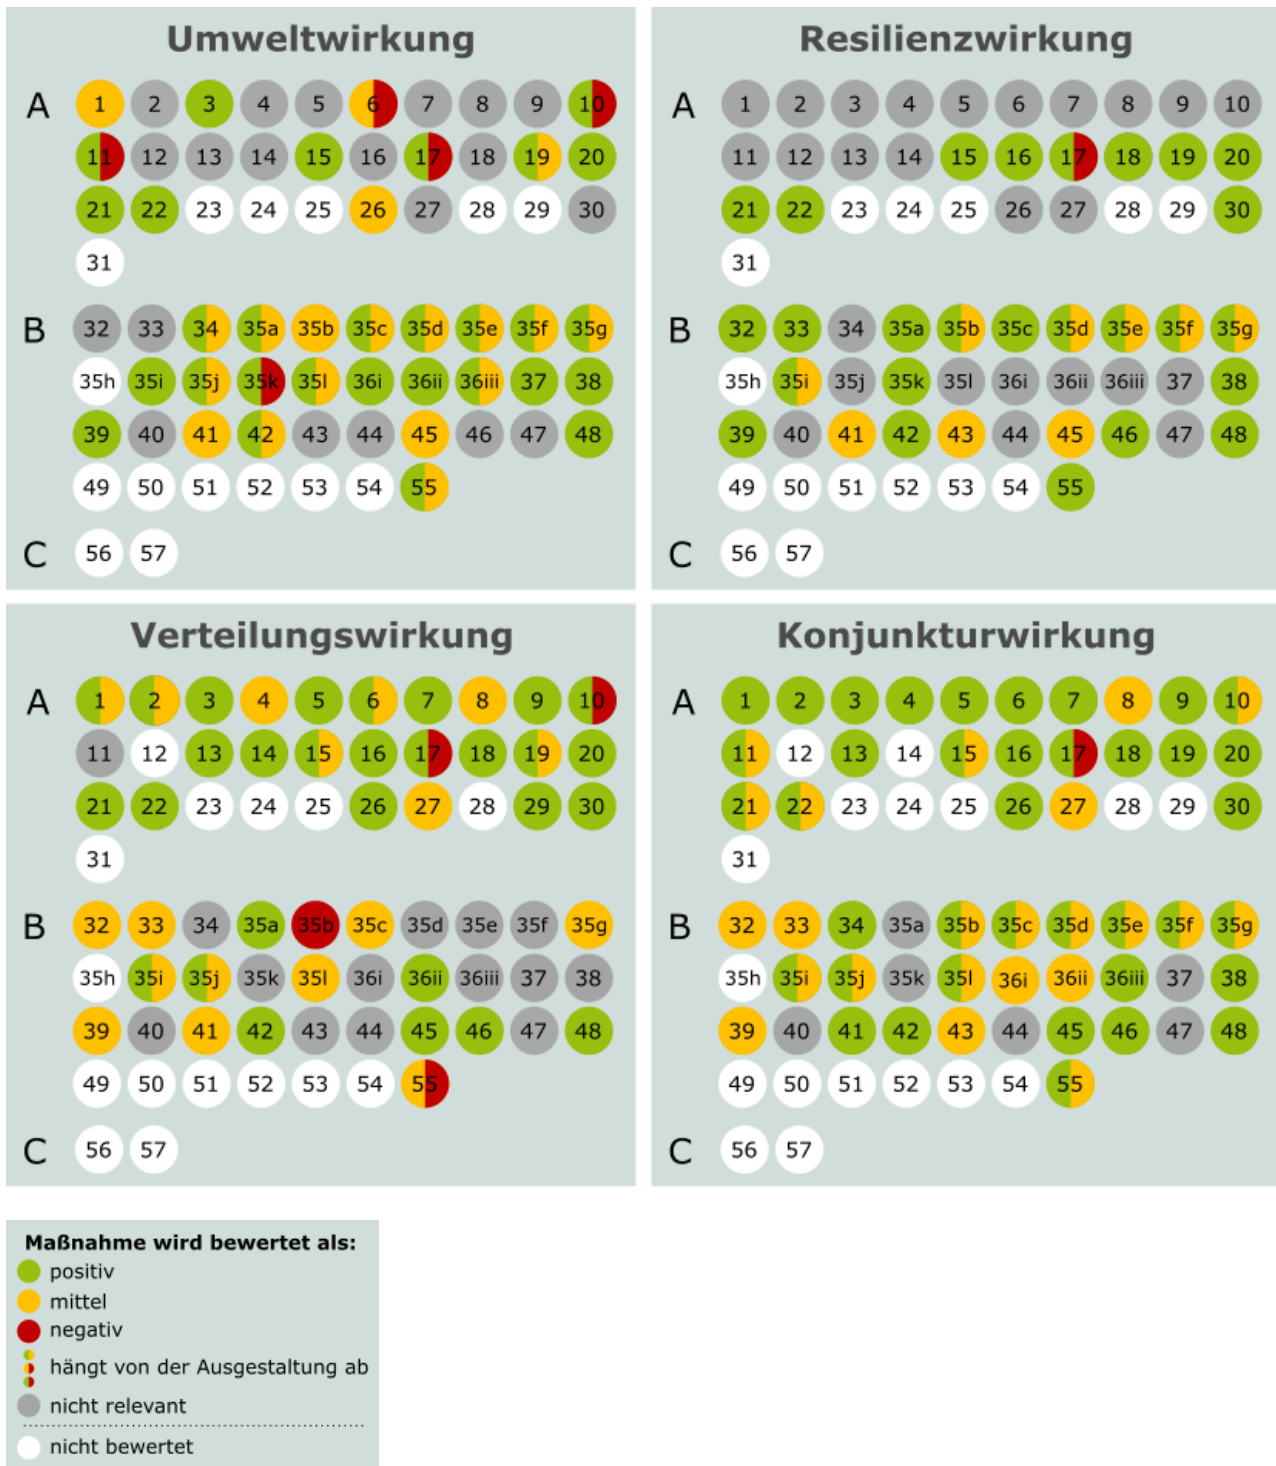 Umweltwirkung
A 1 2 3 4 5 6 7 8 9 10
11 12 13 14 15 16 17 18 19 20
21 22 23 24 25 26 27 28 29 30
31
B 32 33 34 35a 35b 35c 35d 35e 35f 35g
35h 35i 35j 35k 35l 36i 36ii 36iii 37 38
39 40 41 42 43 44 45 46 47 48
49 50 51 52 53 54 55
C 56 57
Resilienzwirkung
A 1 2 3 4 5 6 7 8 9 10
11 12 13 14 15 16 17 18 19 20
21 22 23 24 25 26 27 28 29 30
31
B 32 33 34 35a 35b 35c 35d 35e 35f 35g
35h 35i 35j 35k 35l 36i 36ii 36iii 37 38
39 40 41 42 43 44 45 46 47 48
49 50 51 52 53 54 55
C 56 57
Verteilungswirkung
A 1 2 3 4 5 6 7 8 9 10
11 12 13 14 15 16 17 18 19 20
21 22 23 24 25 26 27 28 29 30
31
B 32 33 34 35a 35b 35c 35d 35e 35f 35g
35h 35i 35j 35k 35l 36i 36ii 36iii 37 38
39 40 41 42 43 44 45 46 47 48
49 50 51 52 53 54 55
C 56 57
Konjunkturwirkung
A 1 2 3 4 5 6 7 8 9 10
11 12 13 14 15 16 17 18 19 20
21 22 23 24 25 26 27 28 29 30
31
B 32 33 34 35a 35b 35c 35d 35e 35f 35g
35h 35i 35j 35k 35l 36i 36ii 36iii 37 38
39 40 41 42 43 44 45 46 47 48
49 50 51 52 53 54 55
C 56 57
Maßnahme wird bewertet als:
positiv
mittel
negativ
hängt von der Ausgestaltung ab
nicht relevant
nicht bewertet